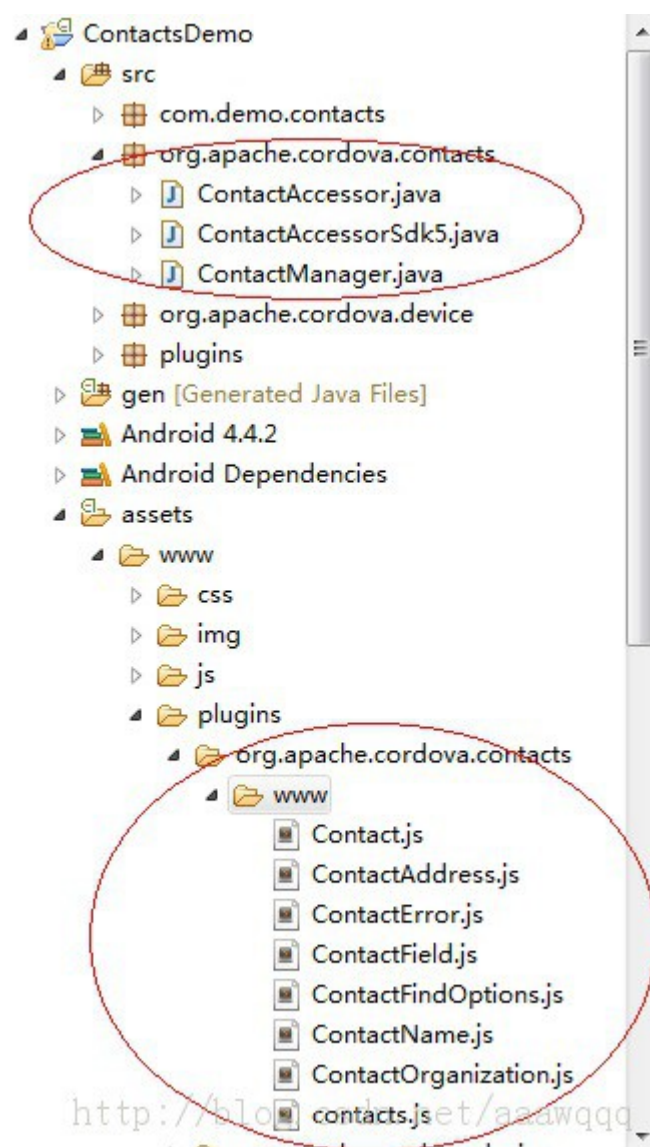 ContactsDemo
src
com.demo.contacts
org.apache.cordova.contacts
ContactAccessor.java
ContactAccessorSdk5.java
ContactManager.java
org.apache.cordova.device
plugins
gen [Generated Java Files]
Android 4.4.2
Android Dependencies
assets
www
css
img
js
plugins
org.apache.cordova.contacts
www
Contact.js
ContactAddress.js
ContactError.js
ContactField.js
ContactFindOptions.js
ContactName.js
ContactOrganization.js
contacts.js